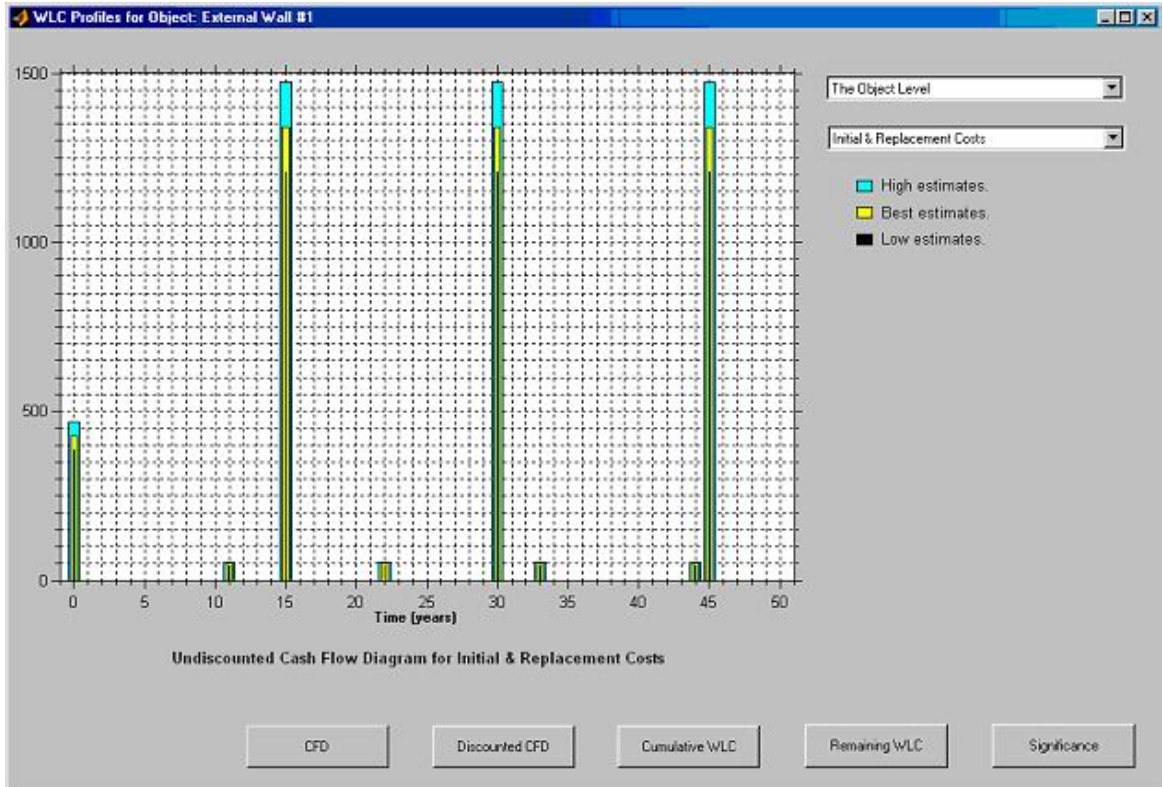 WLC Profiles for Object: External Wall #1
1500
1000
500
0
0 5 10 15 20 25 30 35 40 45 50
Time (years)
Undiscounted Cash Flow Diagram for Initial & Replacement Costs
The Object Level
Initial & Replacement Costs
High estimates.
Best estimates.
Low estimates.
CFD
Discounted CFD
Cumulative WLC
Remaining WLC
Significance